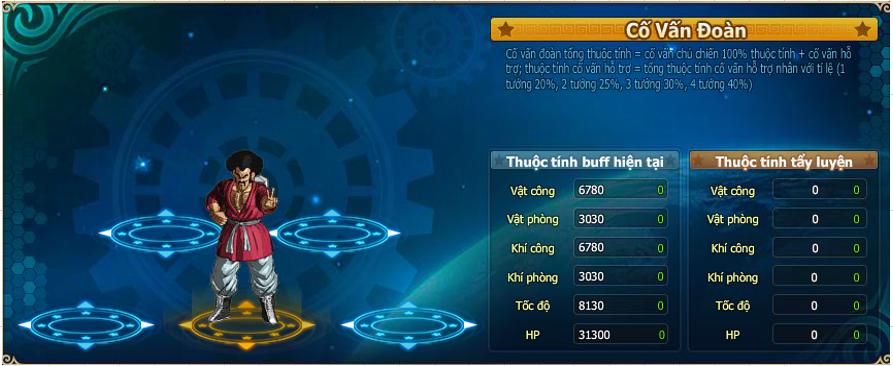 Cố Vấn Đoàn
Cố vấn đoàn tổng thuộc tính = cố vấn chủ chiến 100% thuộc tính + cố vấn hỗ
trợ; thuộc tính cố vấn hỗ trợ = tổng thuộc tính cố vấn hỗ trợ nhân với tỉ lệ (1
tướng 20%, 2 tướng 25%, 3 tướng 30%, 4 tướng 40%)
Thuộc tính buff hiện tại
Vật công 6780 0
Vật phòng 3030 0
Khí công 6780 0
Khí phòng 3030 0
Tốc độ 8130 0
HP 31300 0
Thuộc tính tẩy luyện
Vật công 0 0
Vật phòng 0 0
Khí công 0 0
Khí phòng 0 0
Tốc độ 0 0
HP 0 0